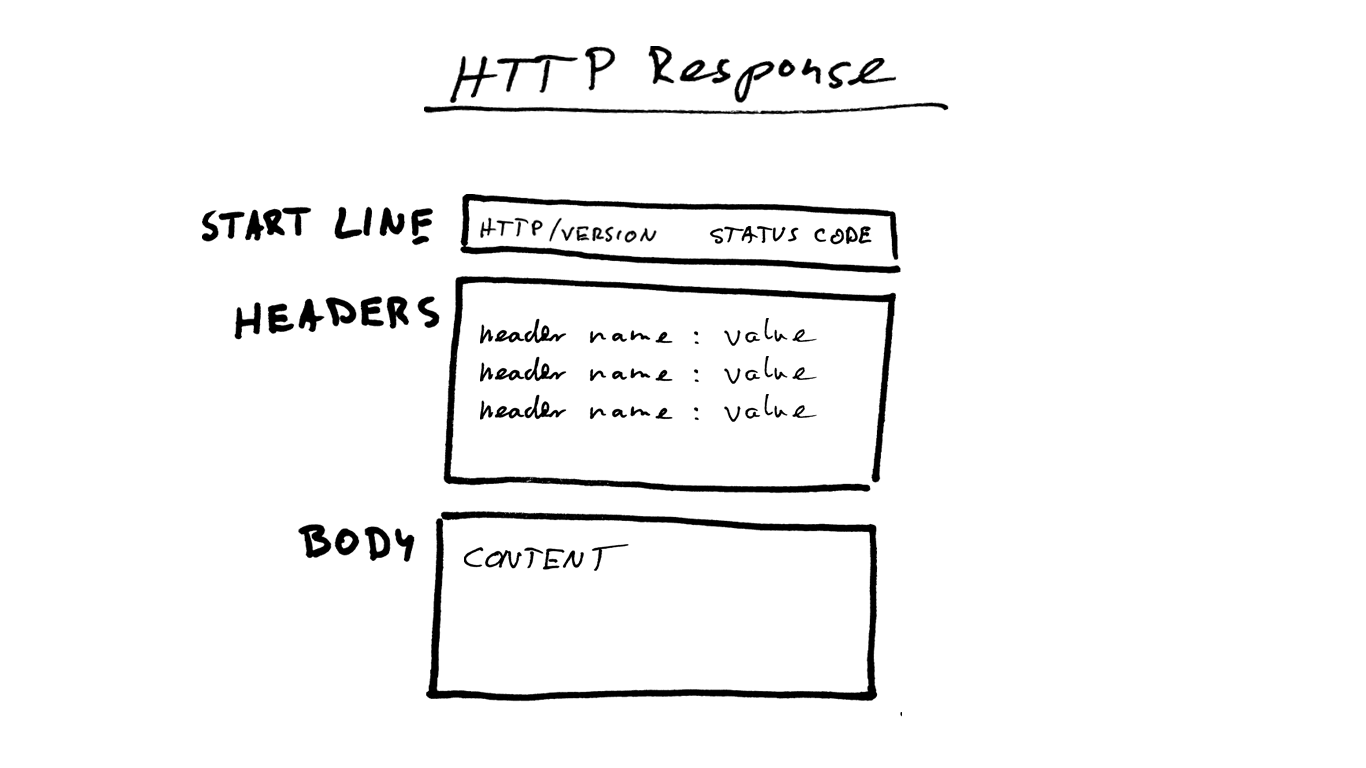 HTTP Response
START LINE
HTTP/VERSION STATUS CODE
HEADERS
header name : value
header name : value
header name : value
BODY
CONTENT